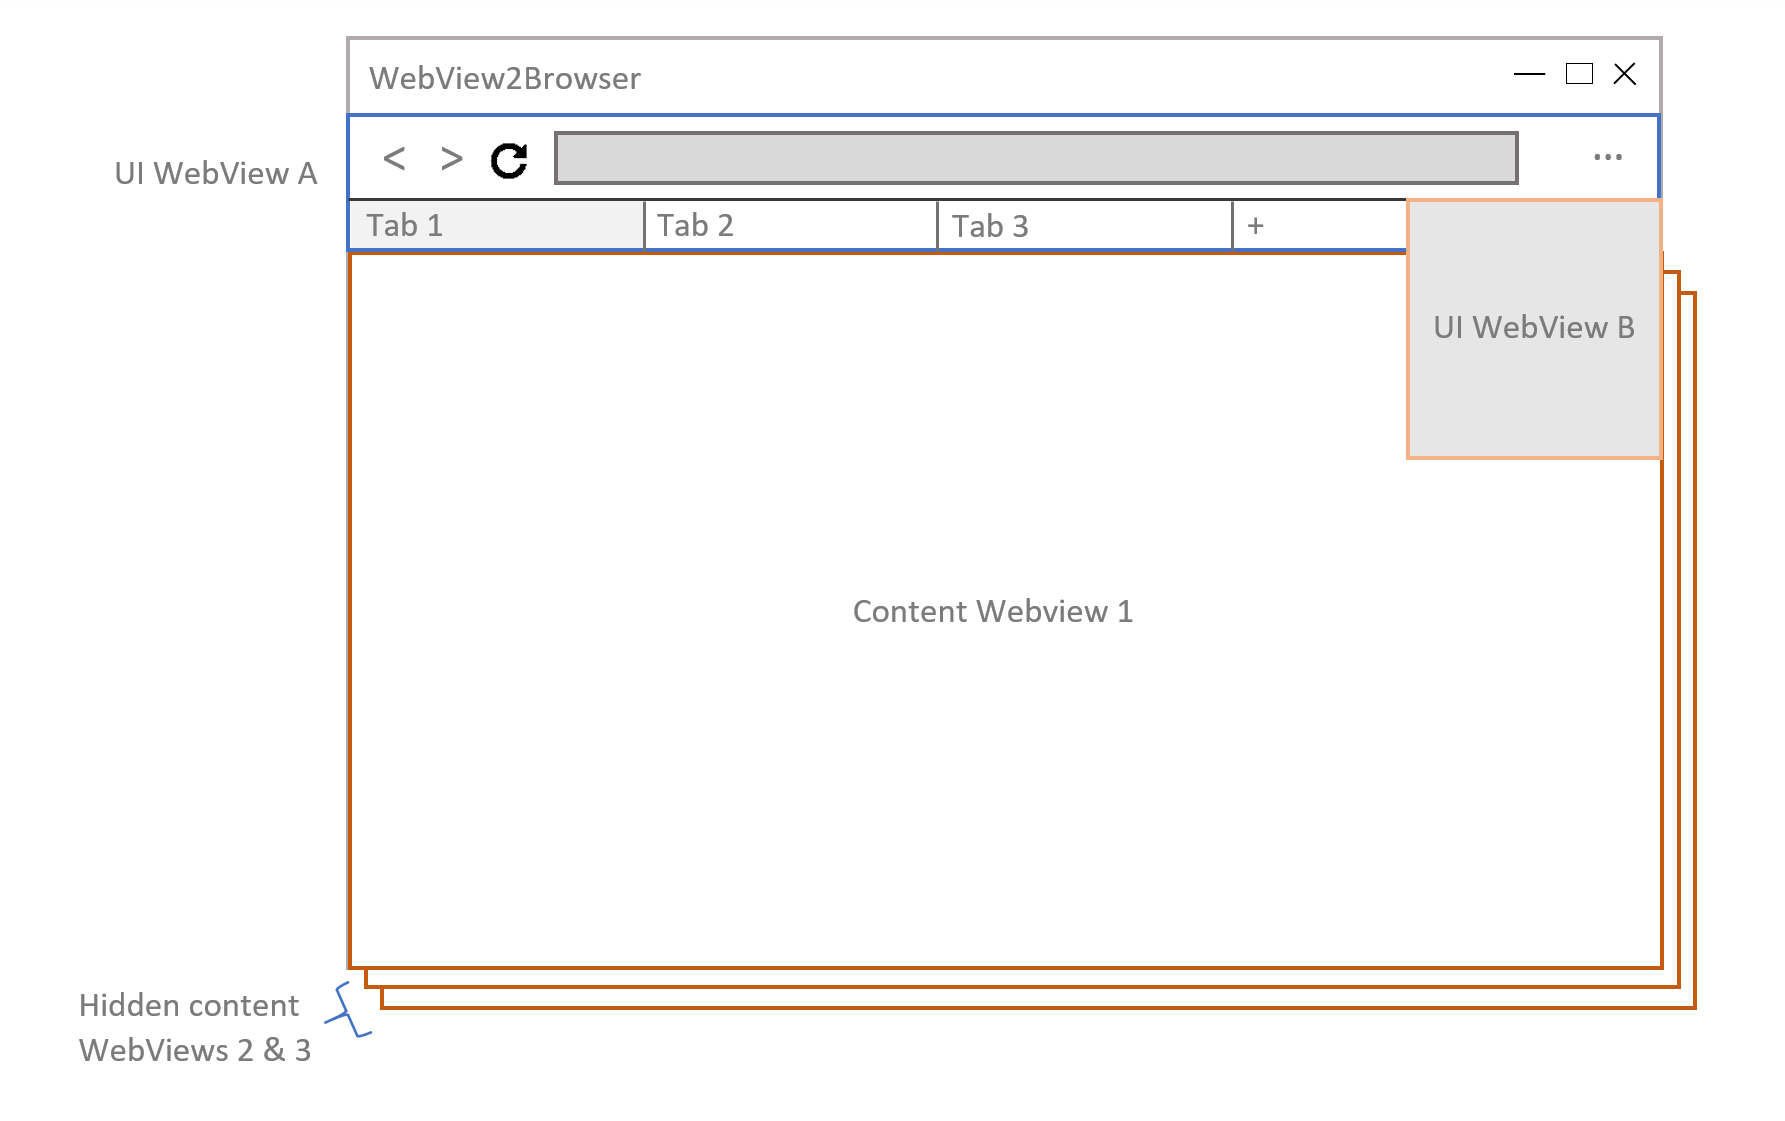 WebView2Browser
UI WebView A
< >
...
Tab 1
Tab 2
Tab 3
+
UI WebView B
Content Webview 1
Hidden content
WebViews 2 & 3